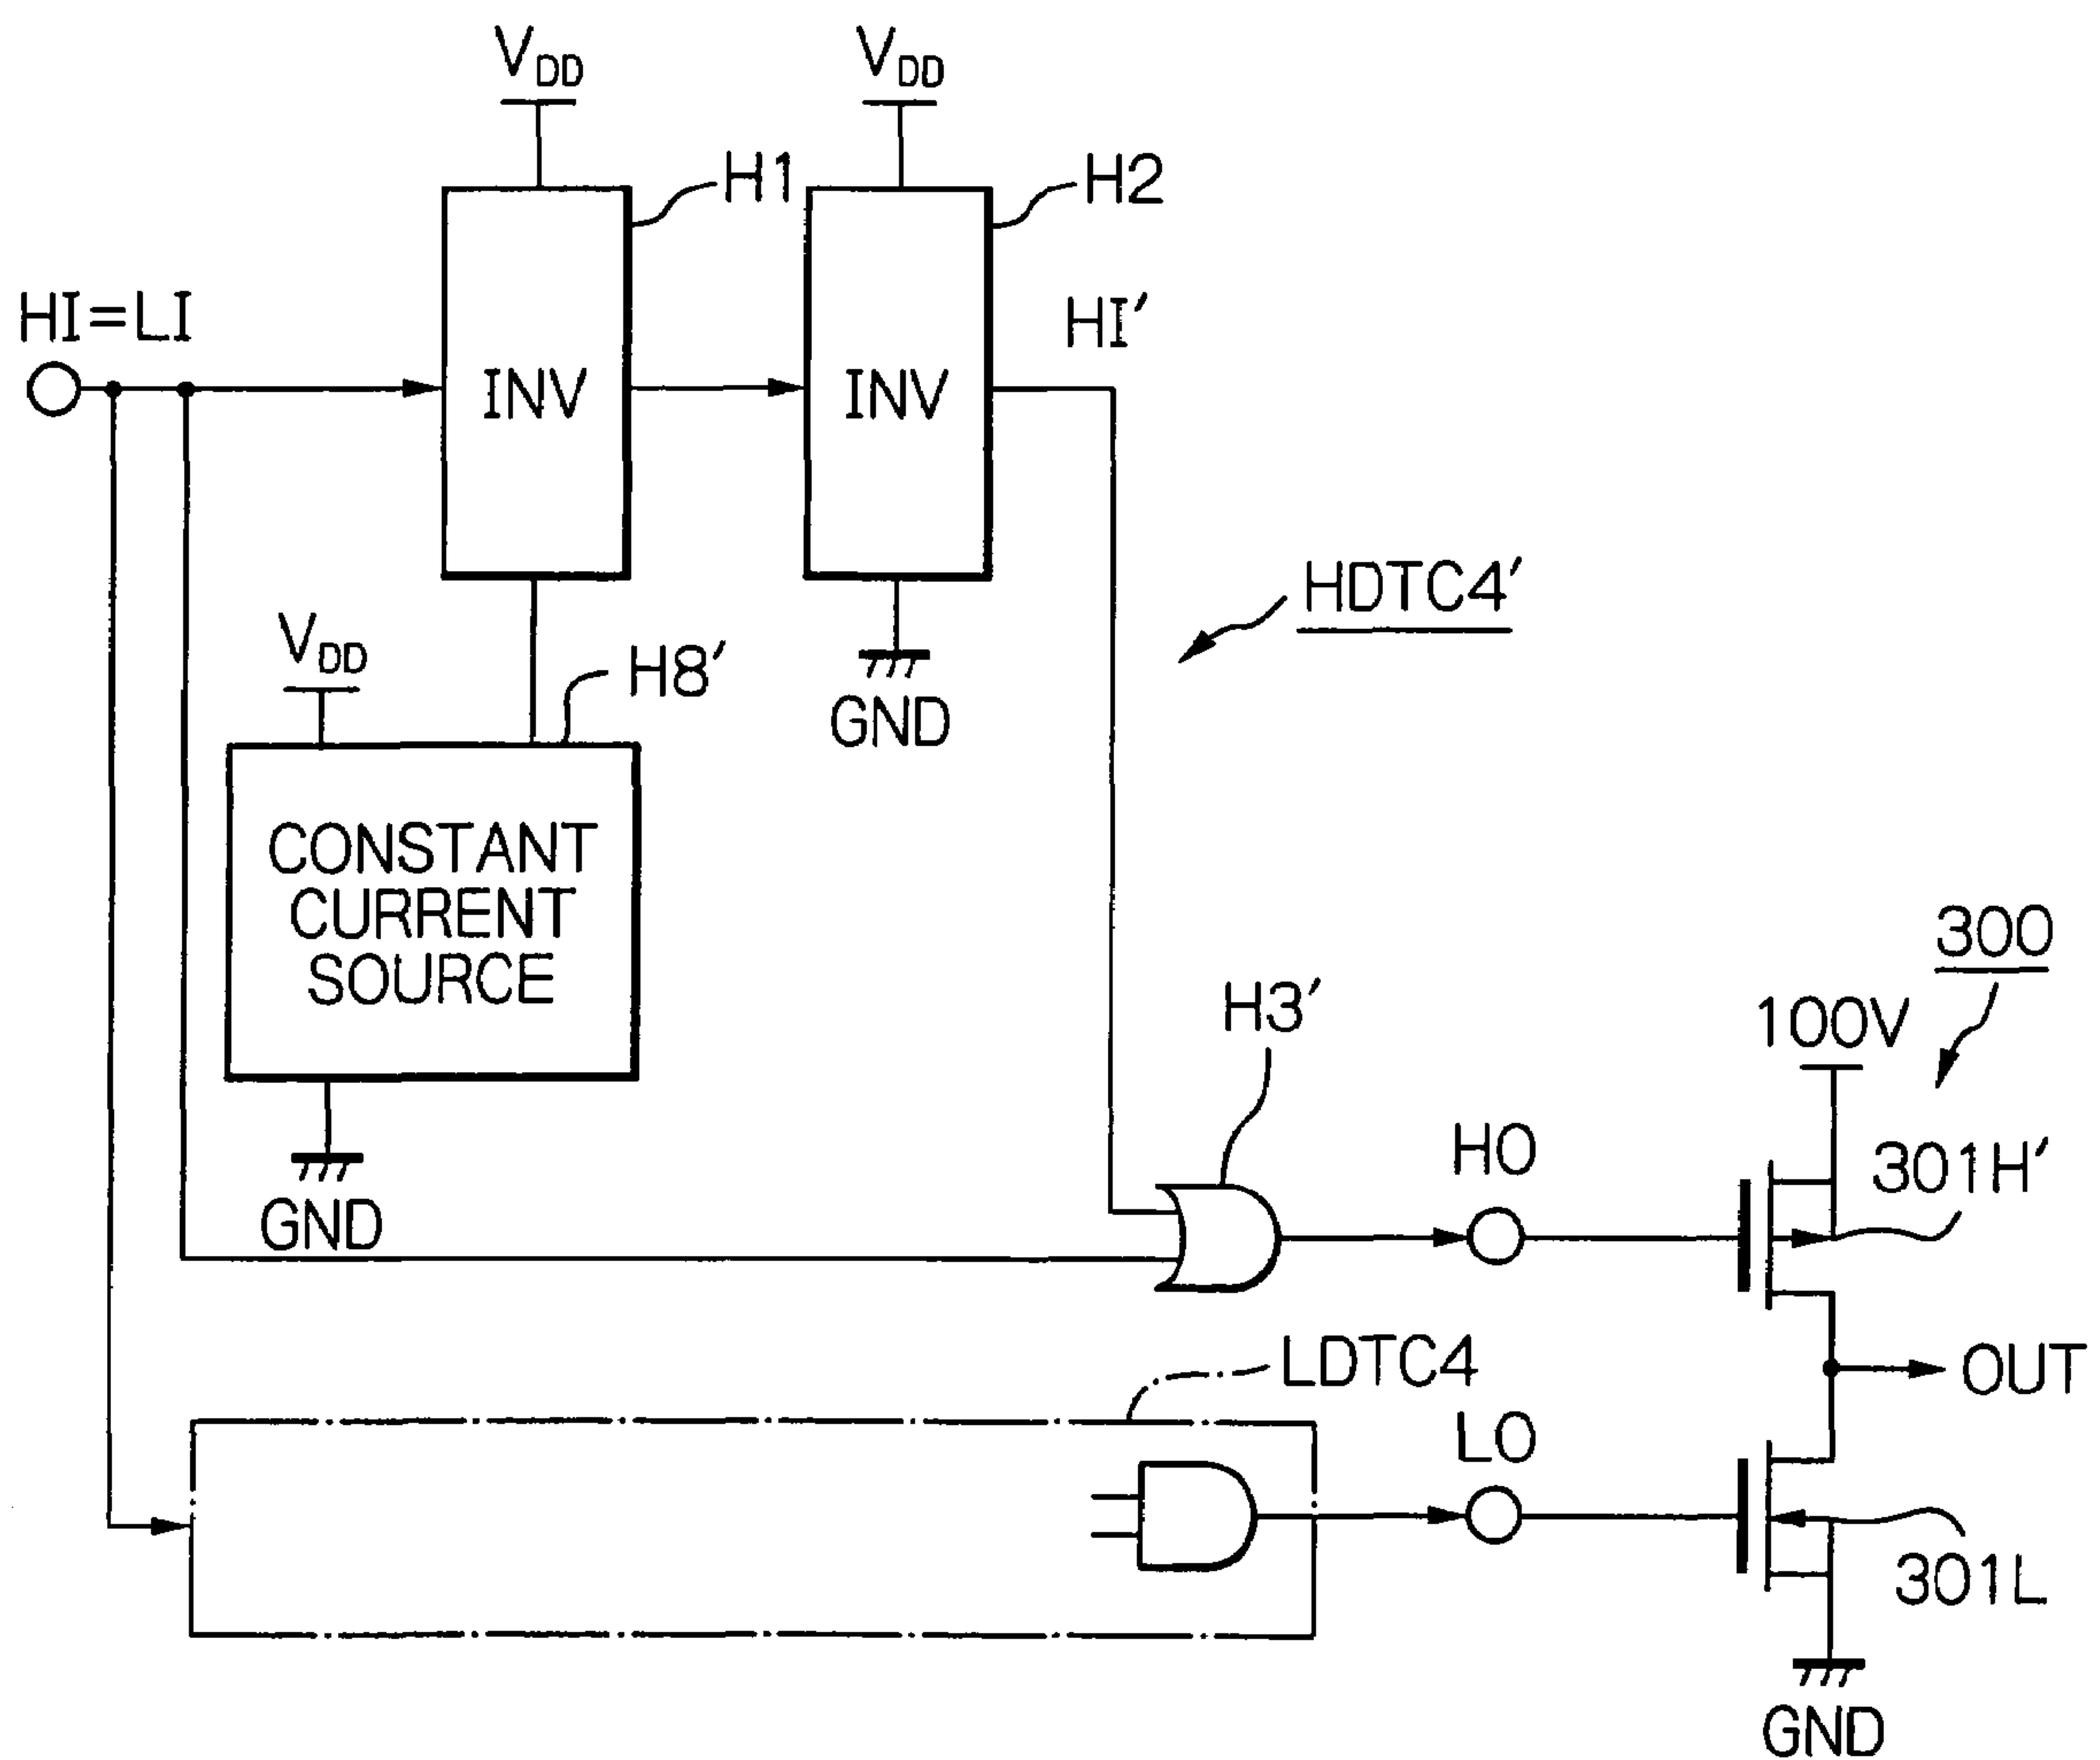 VDD
VDD
H1
H2
HI=LI
HI′
INV
INV
HDTC4′
VDD
H8′
GND
CONSTANT
CURRENT
SOURCE
300
H3′
100V
GND
HO
301H′
LDTC4
OUT
LO
301L
GND